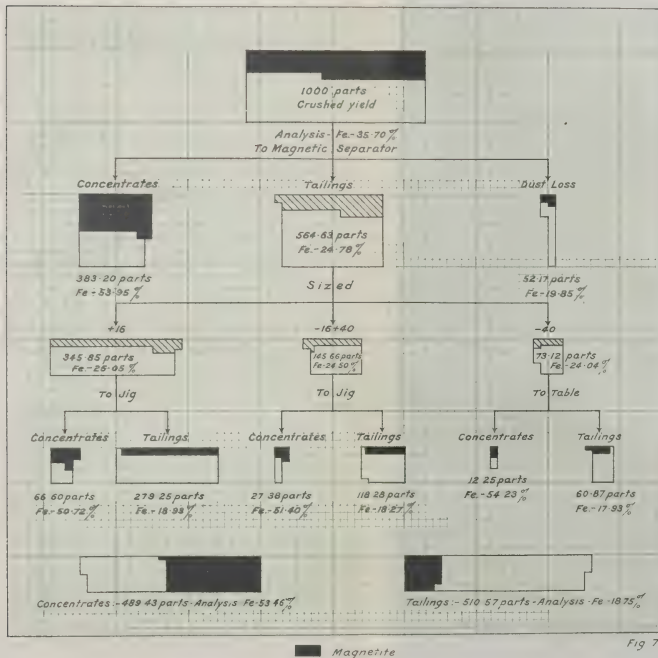 1000 parts
Crushed yield
Analysis - Fe. - 35.70 %
To Magnetic Separator
Concentrates
Tailings
Dust Loss
564.63 parts
Fe. - 24.78 %
383.20 parts
Fe - 53.95 %
52.17 parts
Fe - 19.85 %
Sized
+16
-16+40
-40
345.85 parts
Fe. - 25.05 %
145.66 parts
Fe 24.50 %
73.12 parts
Fe. - 24.04 %
To Jig
To Jig
To Table
Concentrates
Tailings
Concentrates
Tailings
Concentrates
Tailings
66.60 parts
Fe. - 50.72 %
279.25 parts
Fe. - 18.93 %
27.38 parts
Fe. - 51.40 %
118.28 parts
Fe - 18.27 %
12.25 parts
Fe. - 54.23 %
60.87 parts
Fe. - 17.93 %
Concentrates :- 489.43 parts - Analysis Fe - 53.46 %
Tailings :- 510.57 parts - Analysis - Fe - 18.75 %
Magnetite
Fig 7